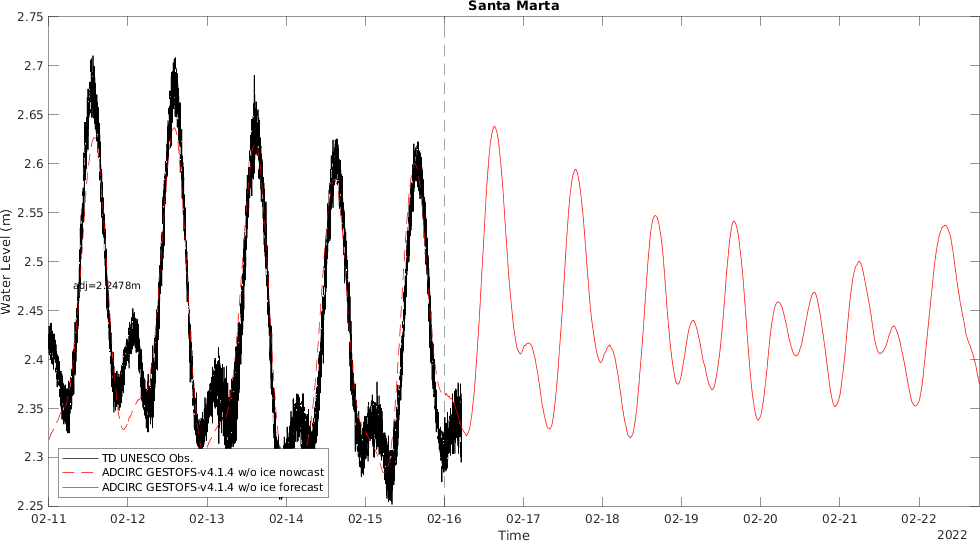 Santa Marta
2.75
2.7
2.65
2.6
2.55
2.5
2.45
2.4
2.35
2.3
2.25
Water Level (m)
adj=2.2478m
TD UNESCO Obs.
ADCIRC GESTOFS-v4.1.4 w/o ice nowcast
ADCIRC GESTOFS-v4.1.4 w/o ice forecast
02-11 02-12 02-13 02-14 02-15 02-16 02-17 02-18 02-19 02-20 02-21 02-22
Time
2022